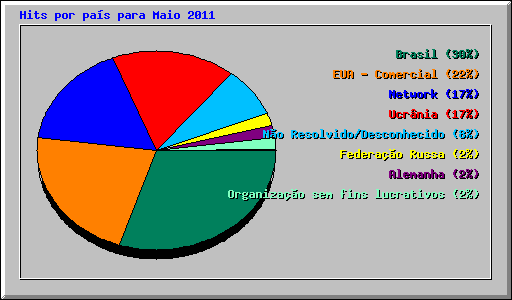 Hits por país para Maio 2011
Brasil (30%)
EUA - Comercial (22%)
Network (17%)
Ucrânia (17%)
Não Resolvido/Desconhecido (8%)
Federação Russa (2%)
Alemanha (2%)
Organização sem fins lucrativos (2%)